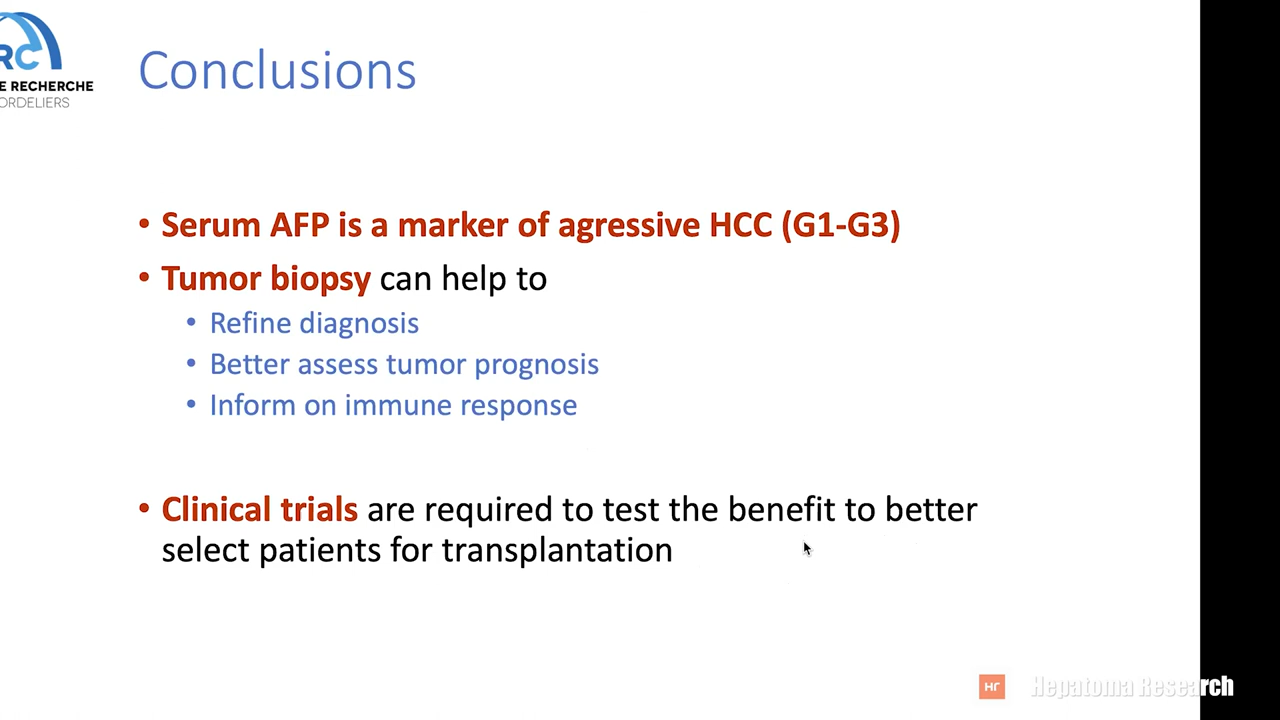 RC
E RECHERCHE
ORDELIERS
Conclusions
• Serum AFP is a marker of agressive HCC (G1-G3)
• Tumor biopsy can help to
• Refine diagnosis
• Better assess tumor prognosis
• Inform on immune response
• Clinical trials are required to test the benefit to better
select patients for transplantation
Hepatoma Research